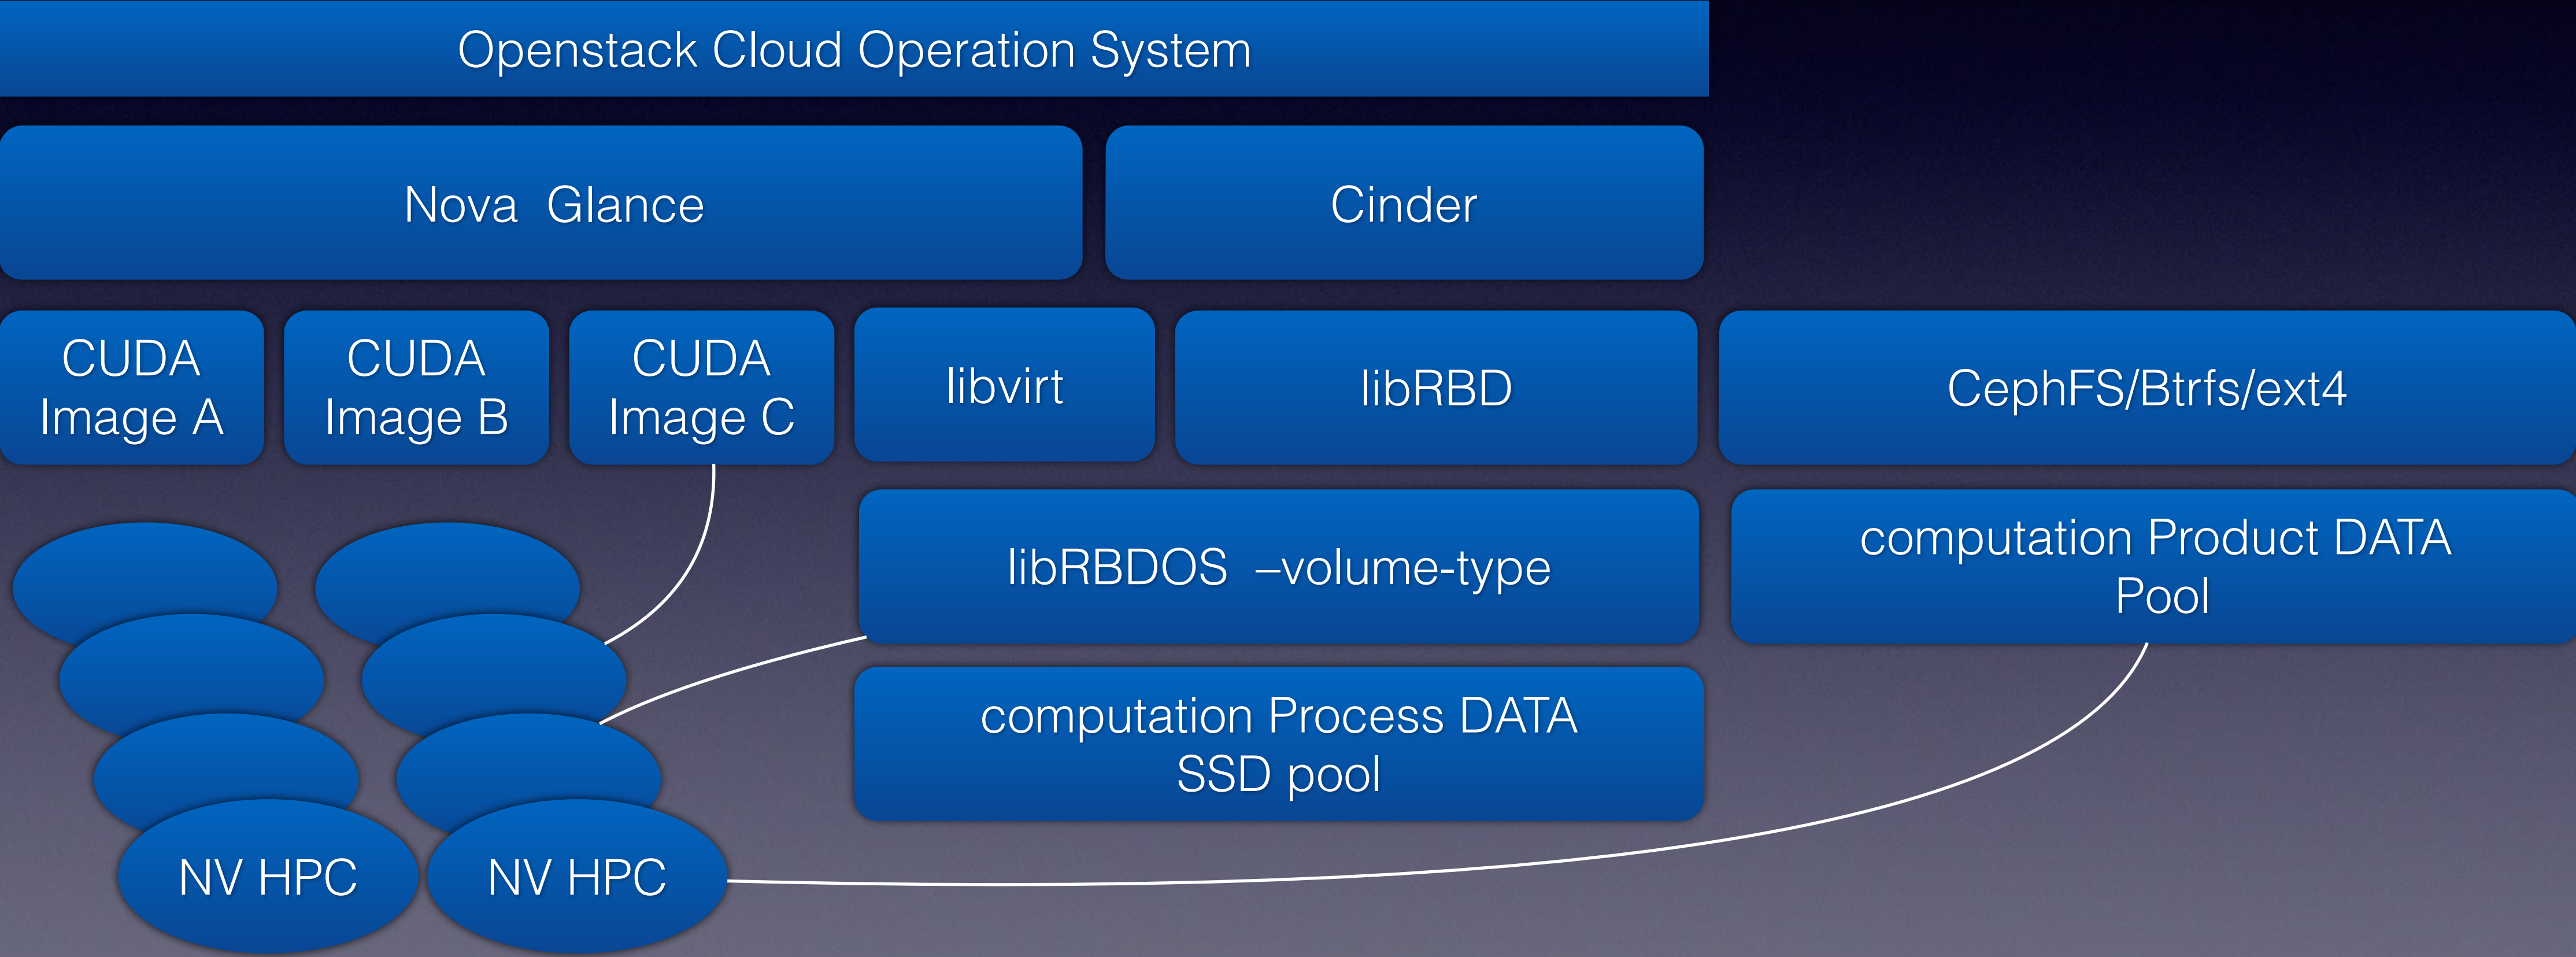 Openstack Cloud Operation System
Nova Glance
Cinder
CUDA
Image A
CUDA
Image B
CUDA
Image C
libvirt
libRBD
CephFS/Btrfs/ext4
libRBDOS –volume-type
computation Product DATA
Pool
computation Process DATA
SSD pool
NV HPC
NV HPC